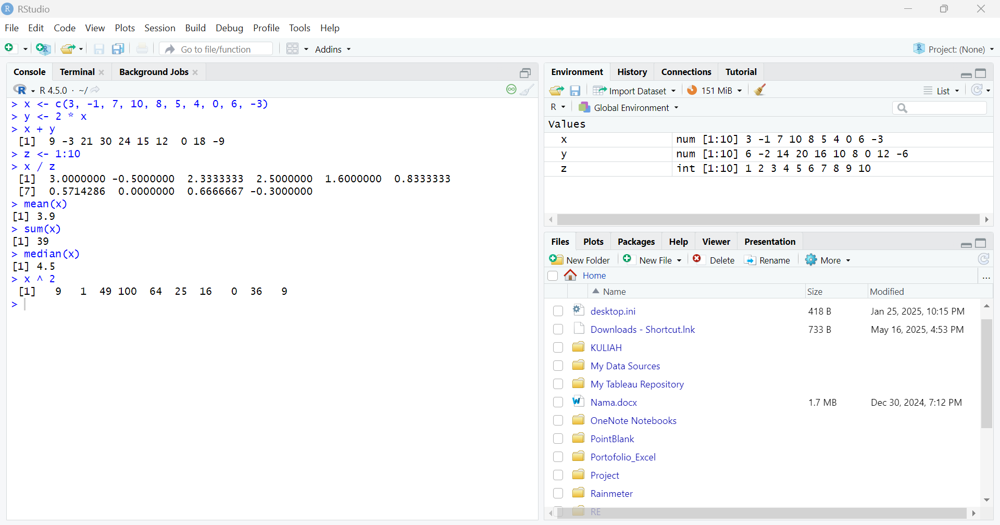 RStudio
File Edit Code View Plots Session Build Debug Profile Tools Help
Go to file/function Addins Project: (None)
Console Terminal Background Jobs
R 4.5.0 · ~/
> x <- c(3, -1, 7, 10, 8, 5, 4, 0, 6, -3)
> y <- 2 * x
> x + y
[1] 9 -3 21 30 24 15 12 0 18 -9
> z <- 1:10
> x / z
[1] 3.0000000 -0.5000000 2.3333333 2.5000000 1.6000000 0.8333333
[7] 0.5714286 0.0000000 0.6666667 -0.3000000
> mean(x)
[1] 3.9
> sum(x)
[1] 39
> median(x)
[1] 4.5
> x ^ 2
[1] 9 1 49 100 64 25 16 0 36 9
>
Environment History Connections Tutorial
Import Dataset 151 MiB List
R Global Environment
Values
x num [1:10] 3 -1 7 10 8 5 4 0 6 -3
y num [1:10] 6 -2 14 20 16 10 8 0 12 -6
z int [1:10] 1 2 3 4 5 6 7 8 9 10
Files Plots Packages Help Viewer Presentation
New Folder New File Delete Rename More
Home ...
Name Size Modified
desktop.ini 418 B Jan 25, 2025, 10:15 PM
Downloads - Shortcut.lnk 733 B May 16, 2025, 4:53 PM
KULIAH
My Data Sources
My Tableau Repository
Nama.docx 1.7 MB Dec 30, 2024, 7:12 PM
OneNote Notebooks
PointBlank
Portofolio_Excel
Project
Rainmeter
RE